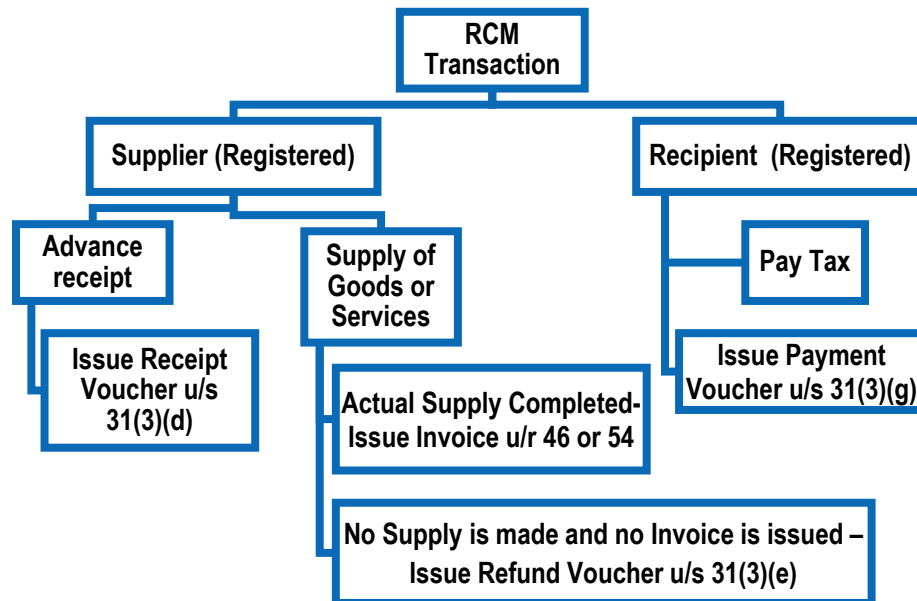 RCM
Transaction
Supplier (Registered)
Recipient (Registered)
Advance
receipt
Supply of
Goods or
Services
Pay Tax
Issue Receipt
Voucher u/s
31(3)(d)
Issue Payment
Voucher u/s 31(3)(g)
Actual Supply Completed-
Issue Invoice u/r 46 or 54
No Supply is made and no Invoice is issued –
Issue Refund Voucher u/s 31(3)(e)